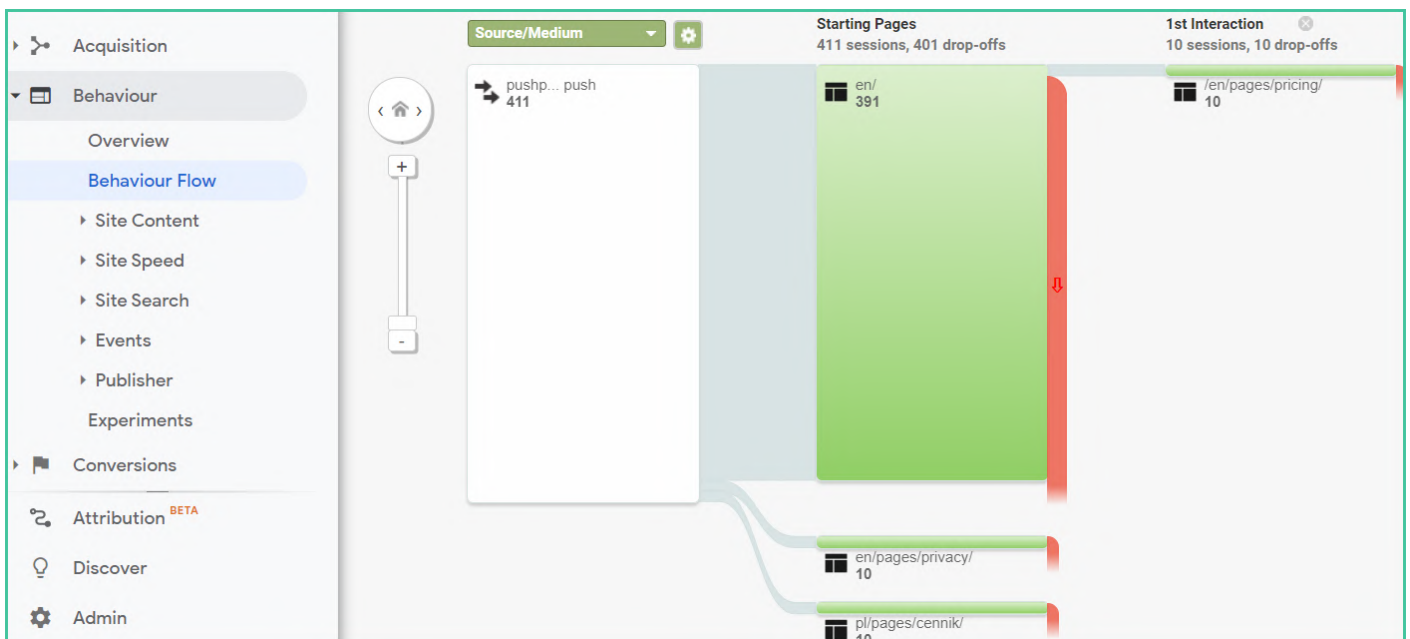 Acquisition
Behaviour
Overview
Behaviour Flow
Site Content
Site Speed
Site Search
Events
Publisher
Experiments
Conversions
Attribution BETA
Discover
Admin
Source/Medium
pushp... push
411
+
-
Starting Pages
411 sessions, 401 drop-offs
en/
391
en/pages/privacy/
10
pl/pages/cennik/
10
1st Interaction
10 sessions, 10 drop-offs
/en/pages/pricing/
10